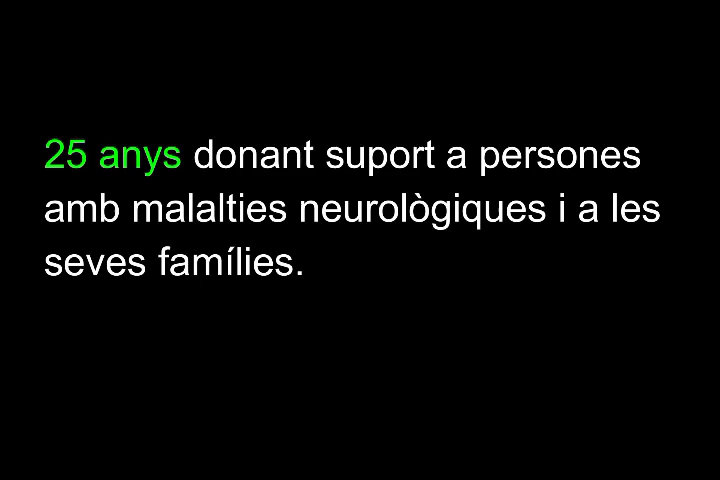 25 anys donant suport a persones
amb malalties neurològiques i a les
seves famílies.